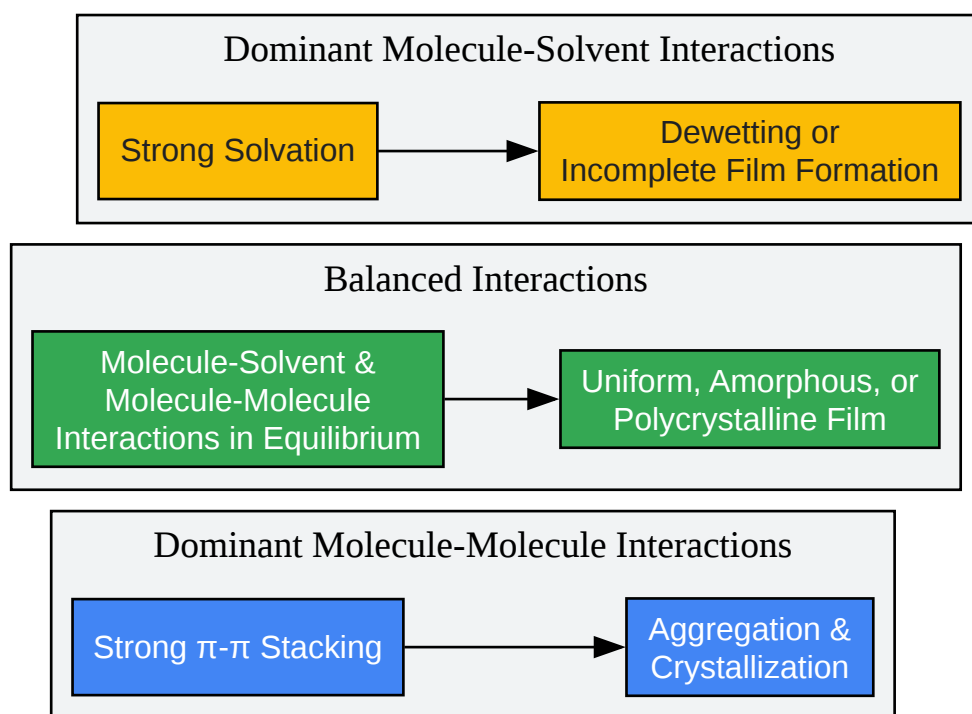 Dominant Molecule-Solvent Interactions
Strong Solvation
Dewetting or
Incomplete Film Formation
Balanced Interactions
Molecule-Solvent &
Molecule-Molecule
Interactions in Equilibrium
Uniform, Amorphous, or
Polycrystalline Film
Dominant Molecule-Molecule Interactions
Strong π-π Stacking
Aggregation &
Crystallization